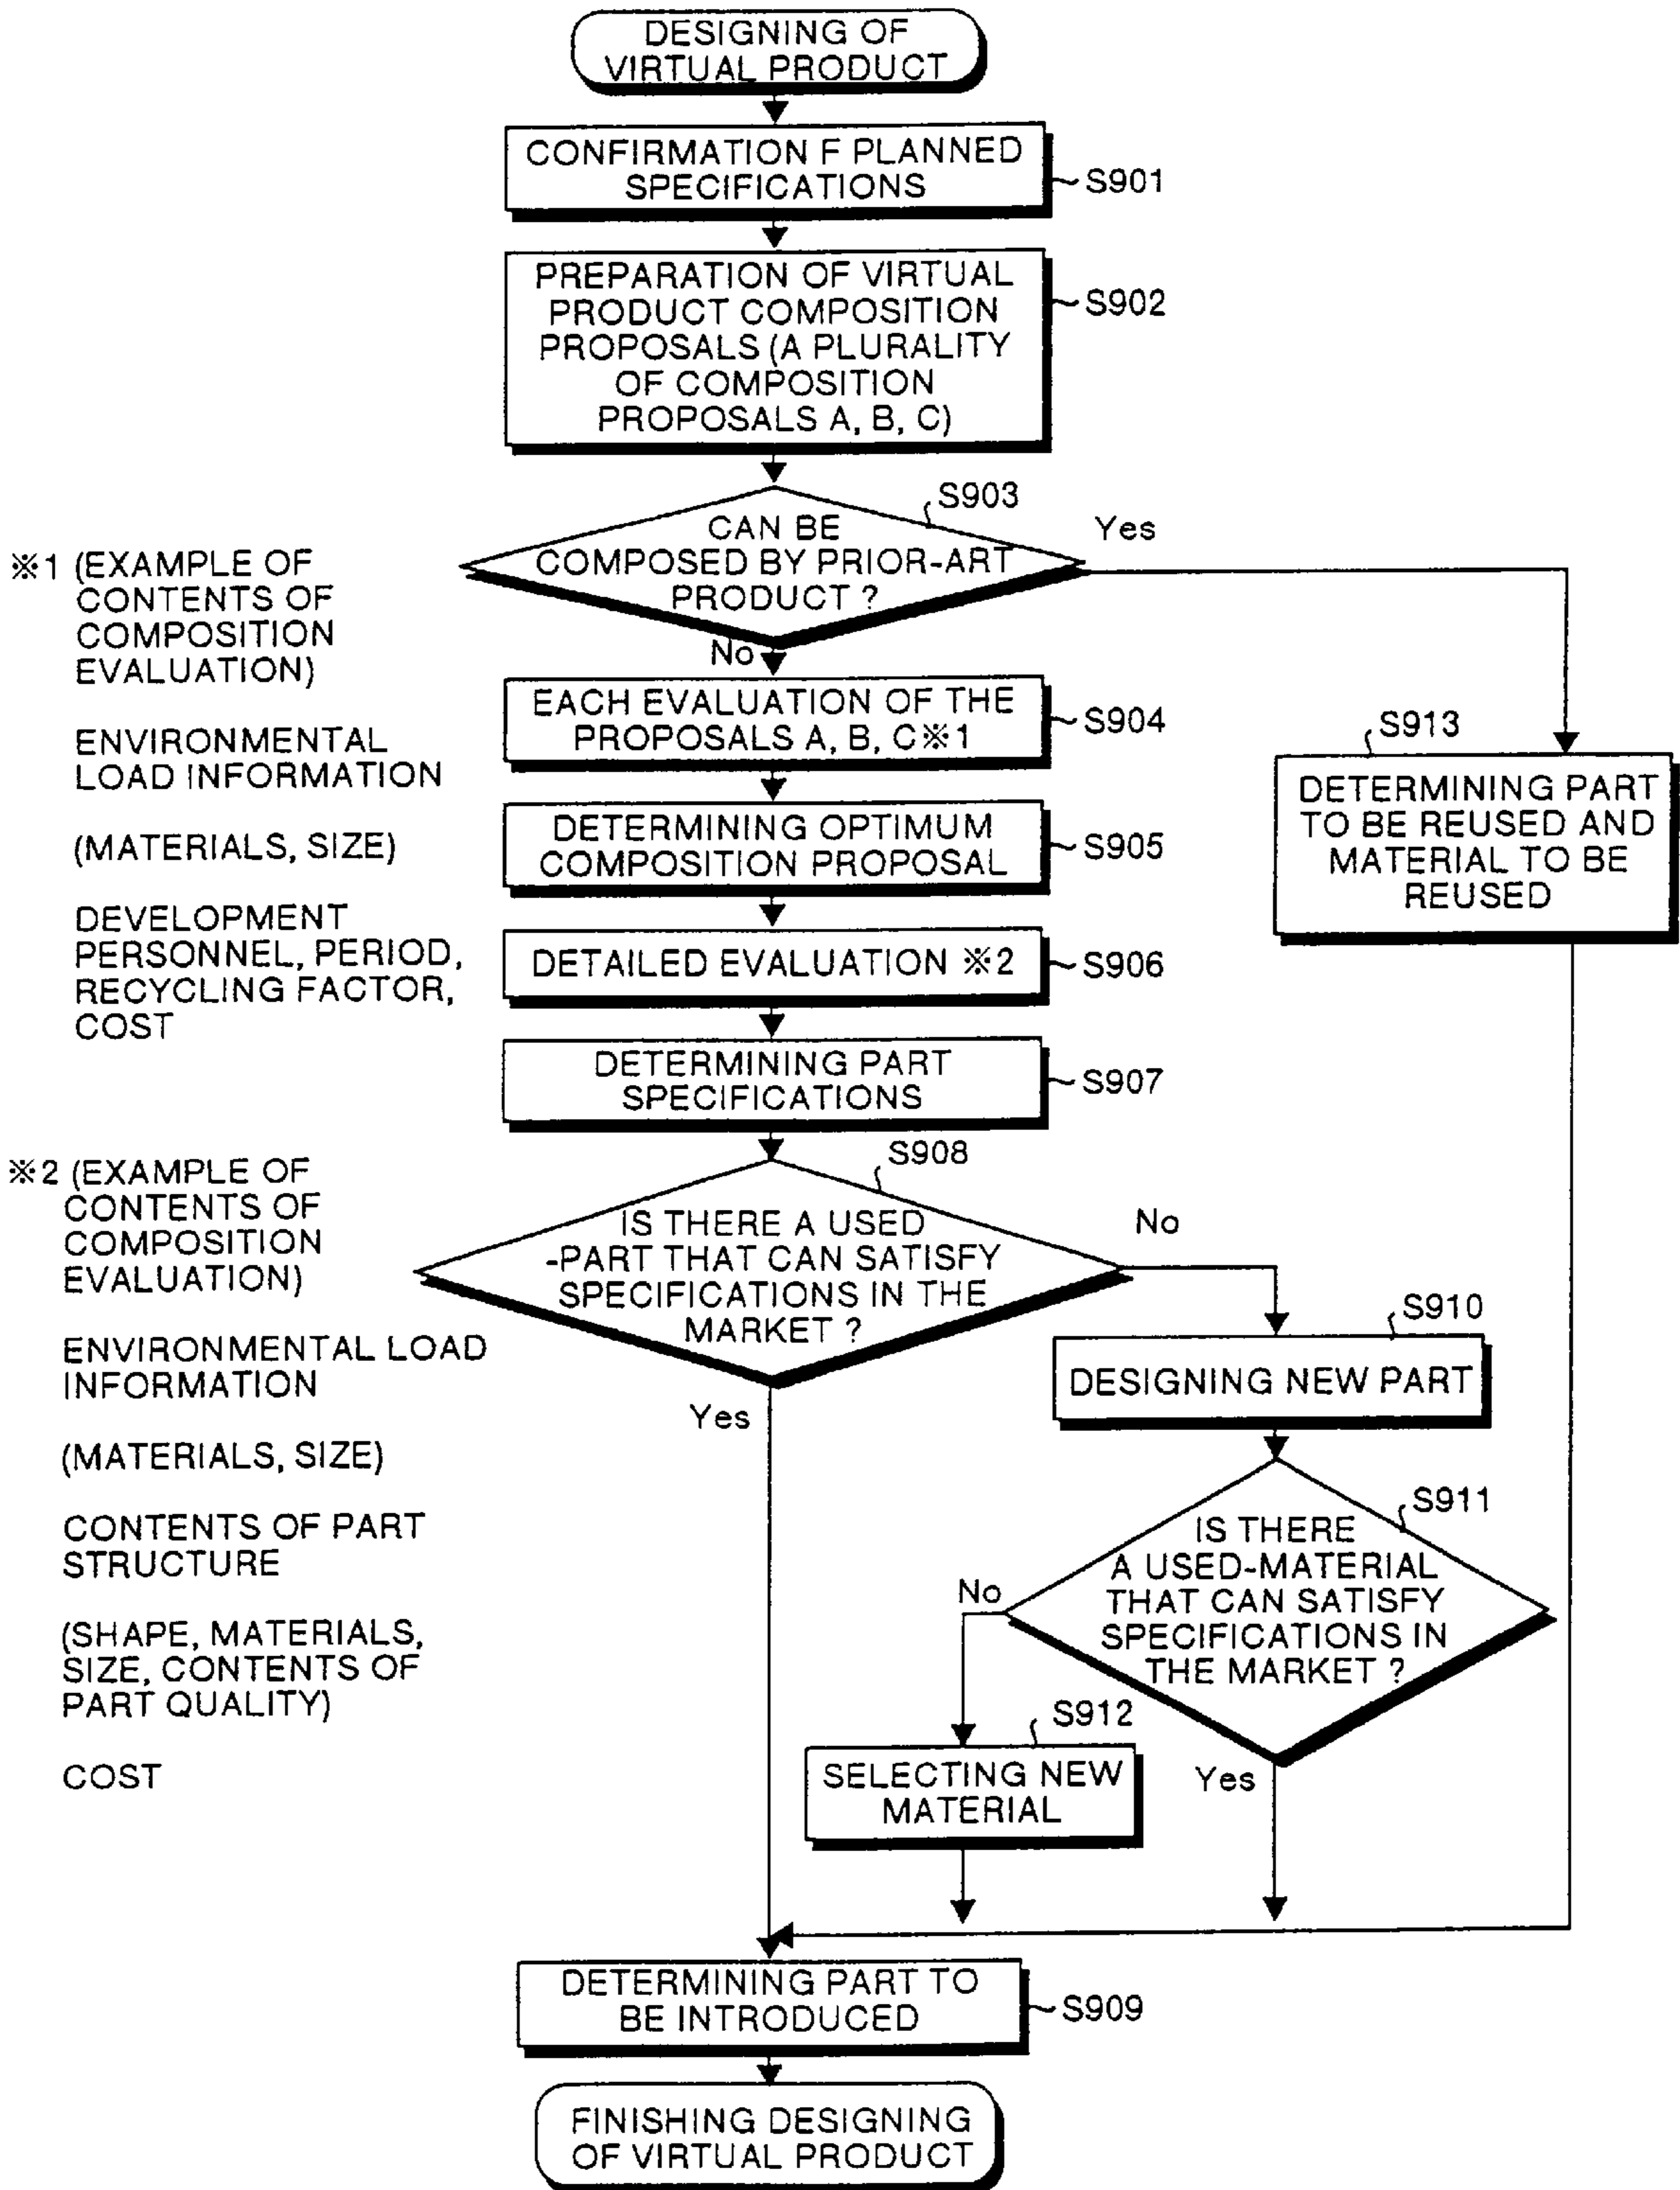 DESIGNING OF
VIRTUAL PRODUCT
CONFIRMATION F PLANNED
SPECIFICATIONS
S901
PREPARATION OF VIRTUAL
PRODUCT COMPOSITION
PROPOSALS (A PLURALITY
OF COMPOSITION
PROPOSALS A, B, C)
S902
S903
CAN BE
COMPOSED BY PRIOR-ART
PRODUCT ?
Yes
No
※1 (EXAMPLE OF
CONTENTS OF
COMPOSITION
EVALUATION)
ENVIRONMENTAL
LOAD INFORMATION
(MATERIALS, SIZE)
DEVELOPMENT
PERSONNEL, PERIOD,
RECYCLING FACTOR,
COST
EACH EVALUATION OF THE
PROPOSALS A, B, C※1
S904
S913
DETERMINING PART
TO BE REUSED AND
MATERIAL TO BE
REUSED
DETERMINING OPTIMUM
COMPOSITION PROPOSAL
S905
DETAILED EVALUATION ※2
S906
DETERMINING PART
SPECIFICATIONS
S907
※2 (EXAMPLE OF
CONTENTS OF
COMPOSITION
EVALUATION)
ENVIRONMENTAL LOAD
INFORMATION
(MATERIALS, SIZE)
CONTENTS OF PART
STRUCTURE
(SHAPE, MATERIALS,
SIZE, CONTENTS OF
PART QUALITY)
COST
S908
IS THERE A USED
-PART THAT CAN SATISFY
SPECIFICATIONS IN THE
MARKET ?
No
Yes
S910
DESIGNING NEW PART
S911
IS THERE
A USED-MATERIAL
THAT CAN SATISFY
SPECIFICATIONS IN
THE MARKET ?
No
Yes
S912
SELECTING NEW
MATERIAL
DETERMINING PART TO
BE INTRODUCED
S909
FINISHING DESIGNING
OF VIRTUAL PRODUCT